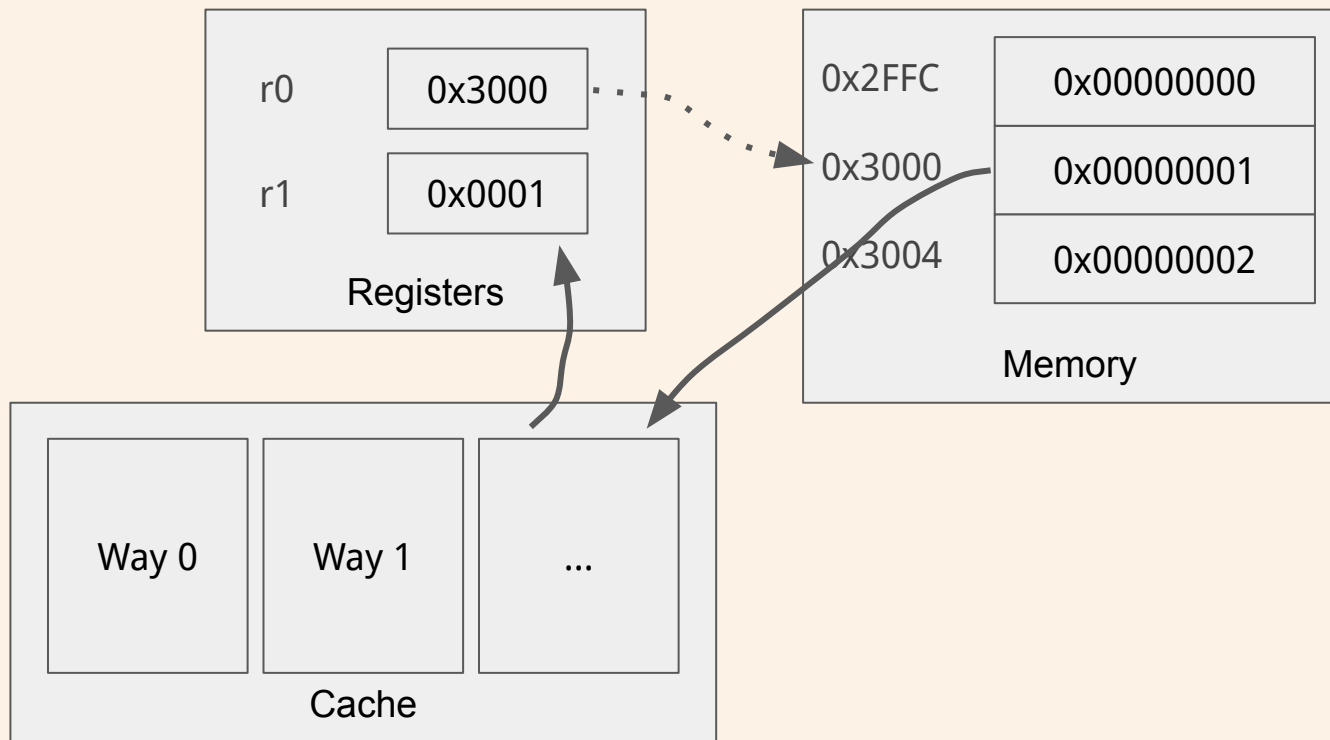 r0
0x3000
r1
0x0001
Registers
0x2FFC
0x00000000
0x3000
0x00000001
0x3004
0x00000002
Memory
Way 0
Way 1
...
Cache